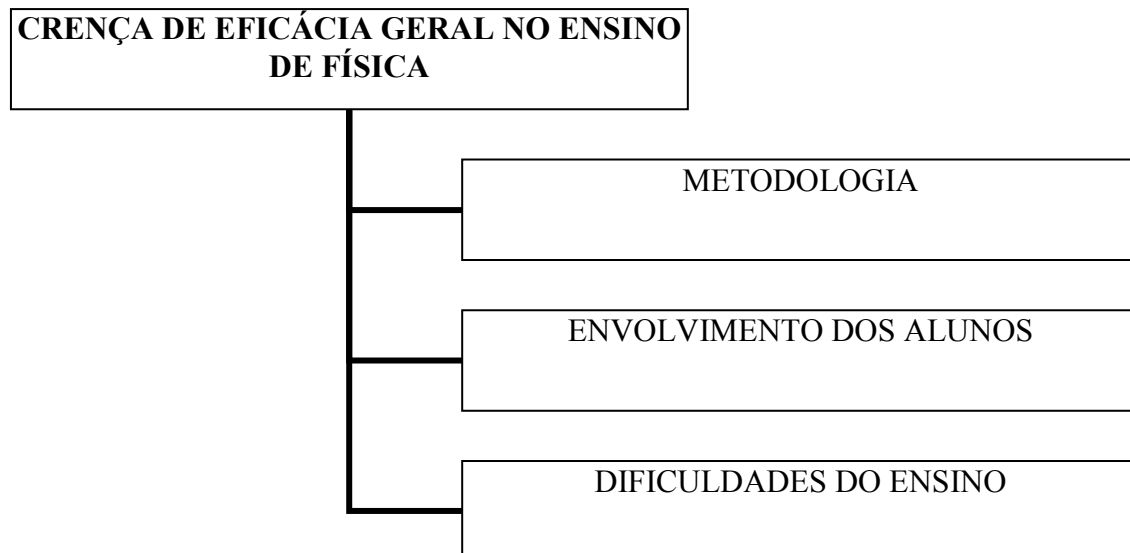 CRENÇA DE EFICÁCIA GERAL NO ENSINO
DE FÍSICA
METODOLOGIA
ENVOLVIMENTO DOS ALUNOS
DIFICULDADES DO ENSINO